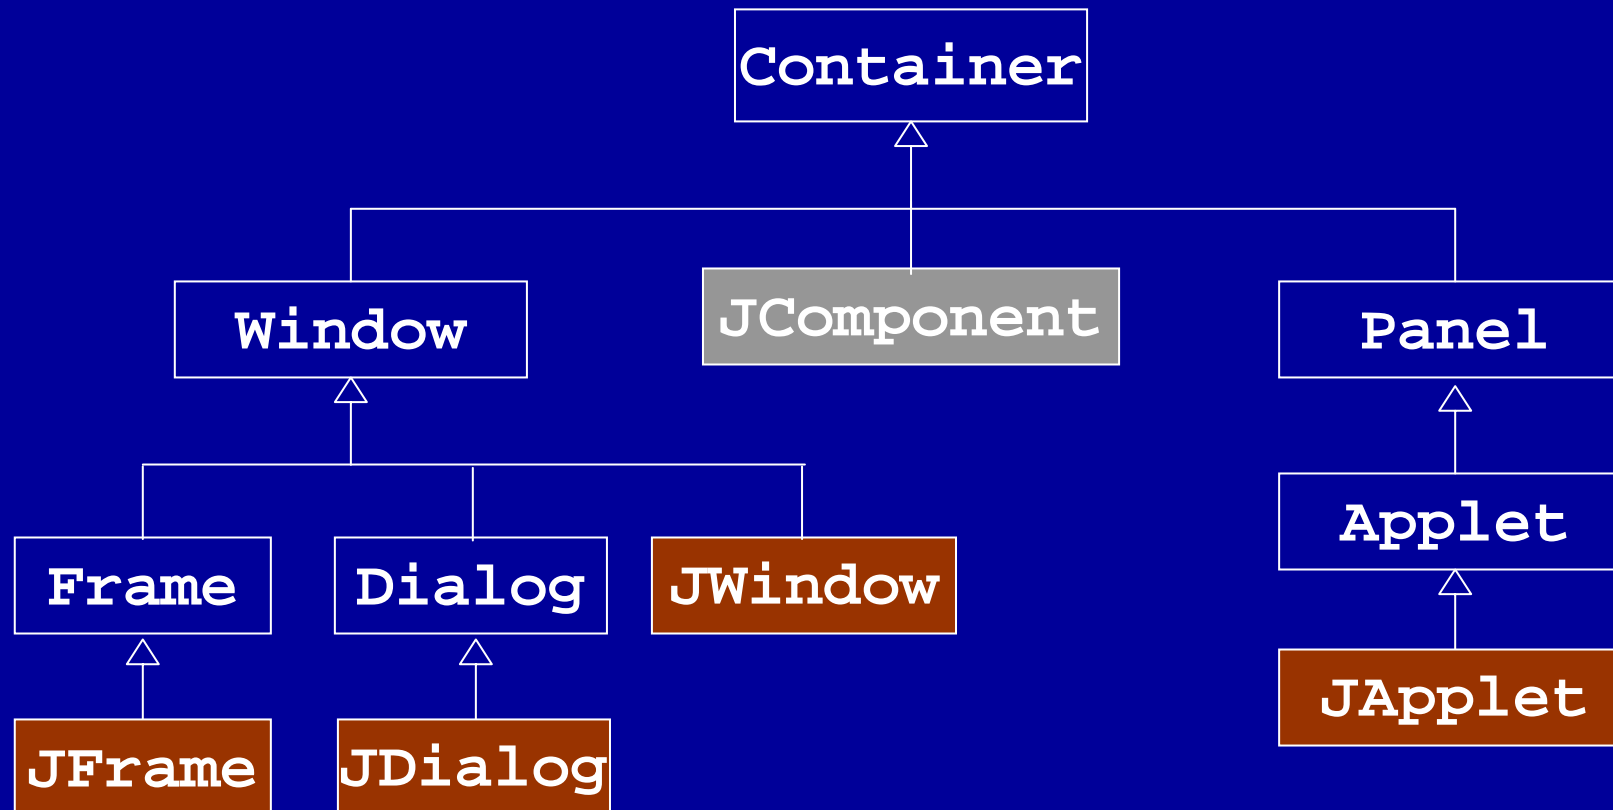 Container
Window
JComponent
Panel
Applet
Frame
Dialog
JWindow
JApplet
JFrame
JDialog